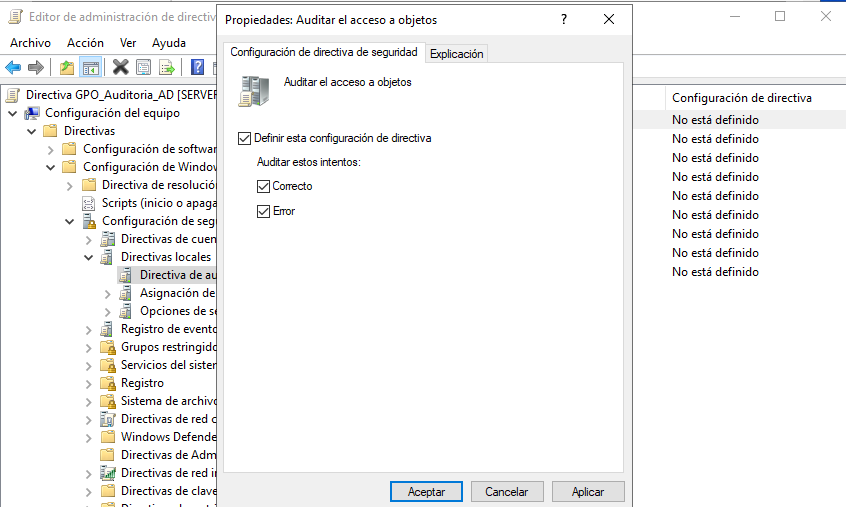 Editor de administración de directiv
Propiedades: Auditar el acceso a objetos
?
Archivo Acción Ver Ayuda
Configuración de directiva de seguridad
Explicación
Directiva GPO_Auditoria_AD [SERVER
Configuración del equipo
Directivas
Configuración de softwar
Configuración de Window
Directiva de resolución
Scripts (inicio o apaga
Configuración de segu
Directivas de cuen
Directivas locales
Directiva de au
Asignación de
Opciones de se
Registro de evento
Grupos restringido
Servicios del sistem
Registro
Sistema de archivo
Directivas de red c
Windows Defende
Directivas de Adm
Directivas de red in
Directivas de clave
Auditar el acceso a objetos
Definir esta configuración de directiva
Auditar estos intentos:
Correcto
Error
Aceptar
Cancelar
Aplicar
Configuración de directiva
No está definido
No está definido
No está definido
No está definido
No está definido
No está definido
No está definido
No está definido
No está definido